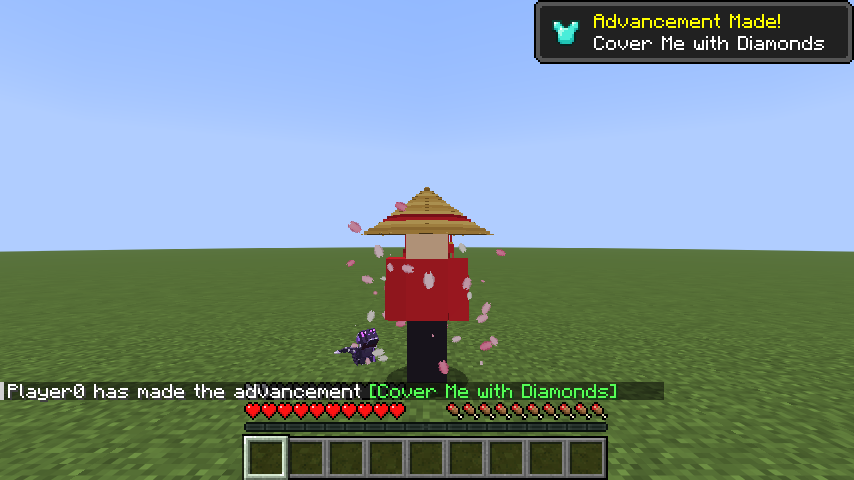 Advancement Made!
Cover Me with Diamonds
Player0 has made the advancement [Cover Me with Diamonds]